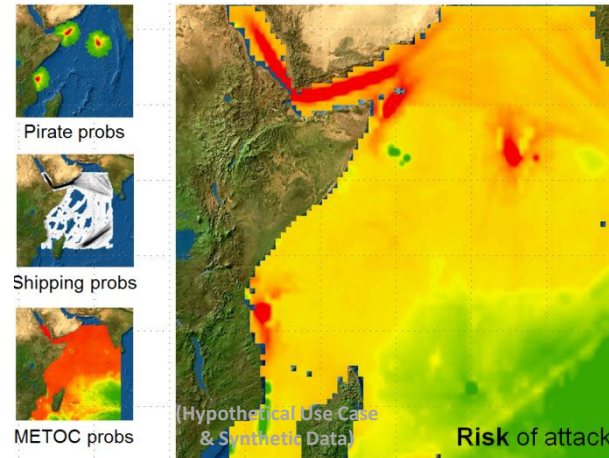 Pirate probs
Shipping probs
METOC probs
(Hypothetical Use Case
& Synthetic Data)
Risk of attack